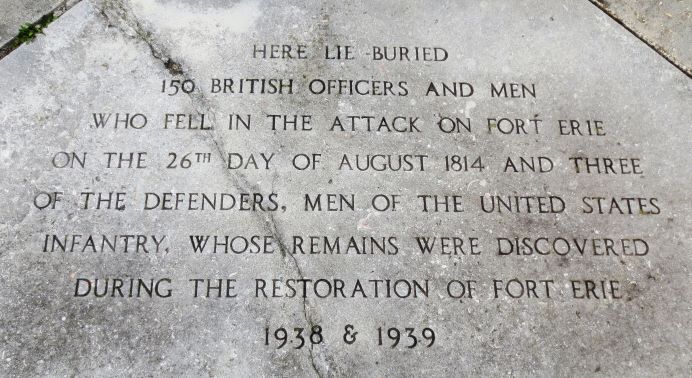 HERE LIE BURIED
150 BRITISH OFFICERS AND MEN
WHO FELL IN THE ATTACK ON FORT ERIE
ON THE 26TH DAY OF AUGUST 1814 AND THREE
OF THE DEFENDERS, MEN OF THE UNITED STATES
INFANTRY, WHOSE REMAINS WERE DISCOVERED
DURING THE RESTORATION OF FORT ERIE
1938 & 1939